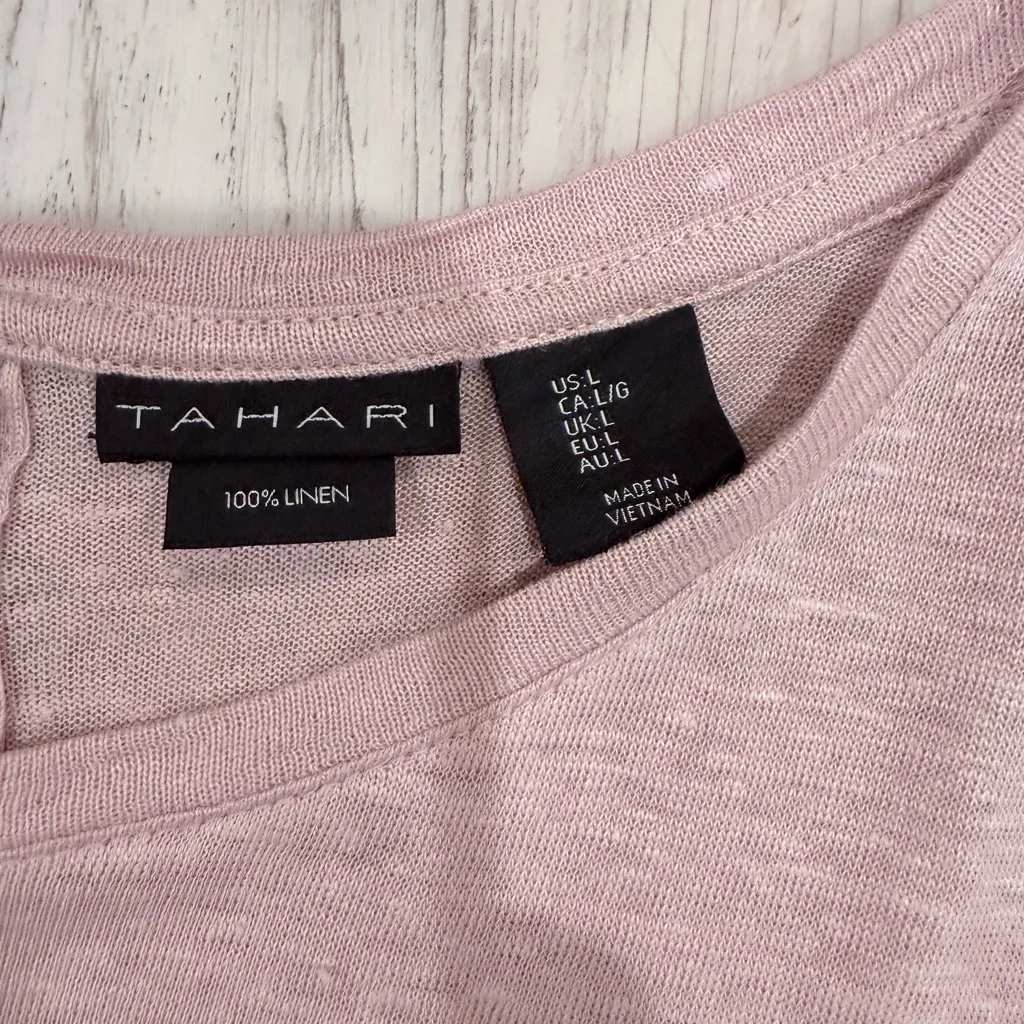 TAHARI
100% LINEN
US:L
CA:L/G
UK:L
EU:L
AU:L
MADE IN
VIETNAM